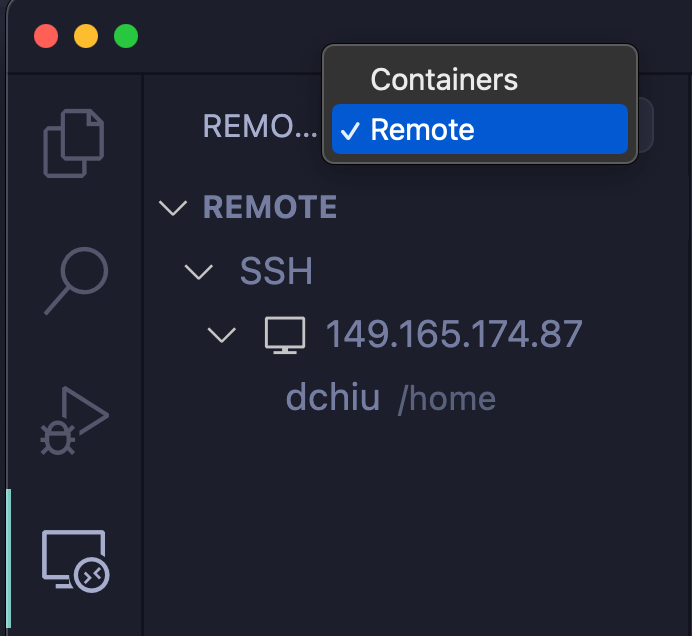 Containers
REMO...
Remote
REMOTE
SSH
149.165.174.87
dchiu /home